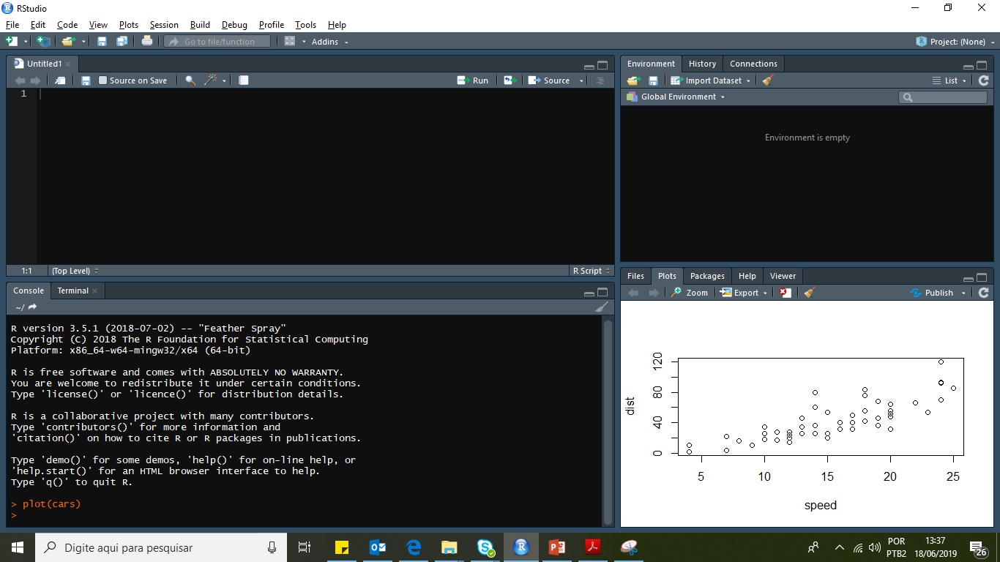 RStudio
File Edit Code View Plots Session Build Debug Profile Tools Help
Go to file/function Addins Project: (None)
Untitled1
Source on Save Run Source
1
1:1 (Top Level) R Script
Console Terminal
~/
R version 3.5.1 (2018-07-02) -- "Feather Spray"
Copyright (C) 2018 The R Foundation for Statistical Computing
Platform: x86_64-w64-mingw32/x64 (64-bit)
R is free software and comes with ABSOLUTELY NO WARRANTY.
You are welcome to redistribute it under certain conditions.
Type 'license()' or 'licence()' for distribution details.
R is a collaborative project with many contributors.
Type 'contributors()' for more information and
'citation()' on how to cite R or R packages in publications.
Type 'demo()' for some demos, 'help()' for on-line help, or
'help.start()' for an HTML browser interface to help.
Type 'q()' to quit R.
> plot(cars)
>
Environment History Connections
Import Dataset List
Global Environment
Environment is empty
Files Plots Packages Help Viewer
Zoom Export Publish
120
80
40
0
dist
5 10 15 20 25
speed
Digite aqui para pesquisar
POR
PTB2
13:37
18/06/2019
26